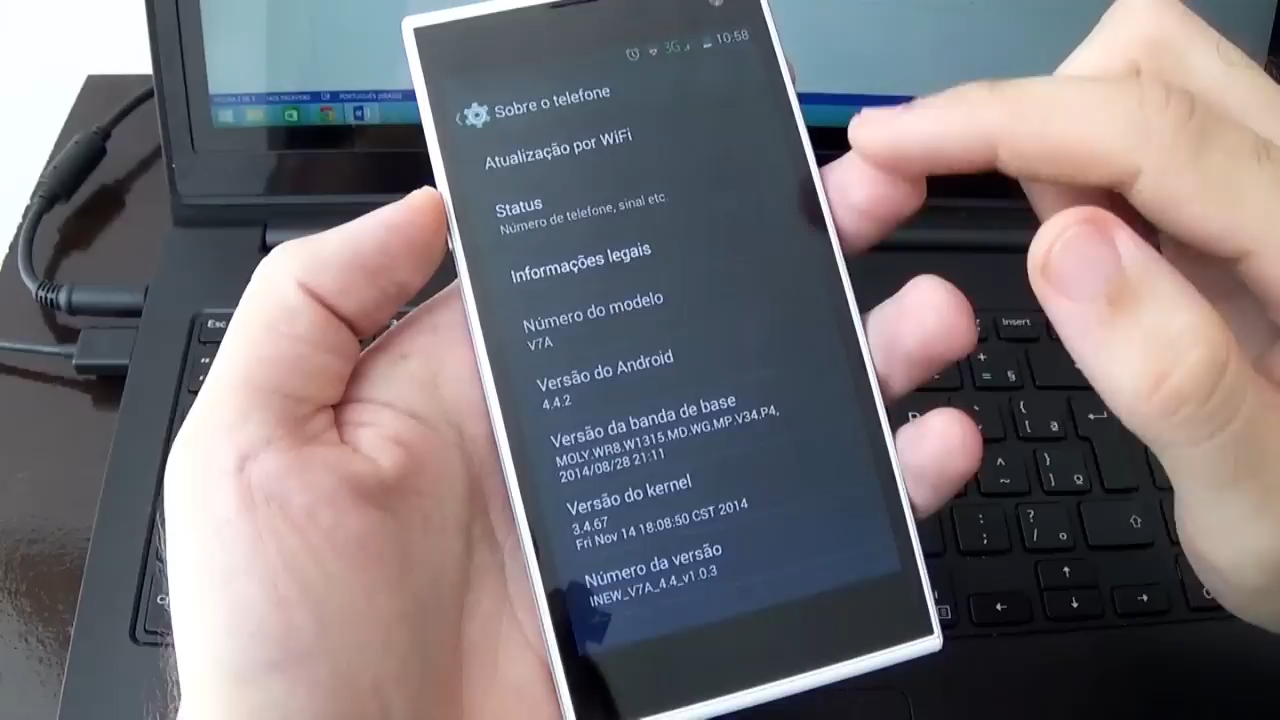 PORTUGUÊS (BRASIL)
3G
10:58
Sobre o telefone
Atualização por WiFi
Status
Número de telefone, sinal etc.
Informações legais
Número do modelo
V7A
Versão do Android
4.4.2
Versão da banda de base
MOLY.WR8.W1315.MD.WG.MP.V34.P4,
2014/08/28 21:11
Versão do kernel
3.4.67
Fri Nov 14 18:08:50 CST 2014
Número da versão
INEW_V7A_4.4_v1.0.3
Esc
Insert